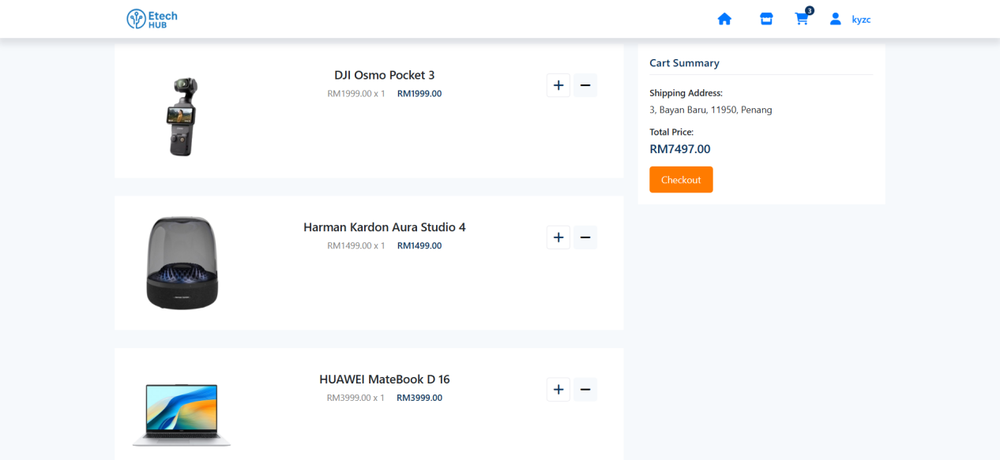 Etech
HUB
3
kyzc
DJI Osmo Pocket 3
RM1999.00 x 1 RM1999.00
Harman Kardon Aura Studio 4
RM1499.00 x 1 RM1499.00
HUAWEI MateBook D 16
RM3999.00 x 1 RM3999.00
Cart Summary
Shipping Address:
3, Bayan Baru, 11950, Penang
Total Price:
RM7497.00
Checkout